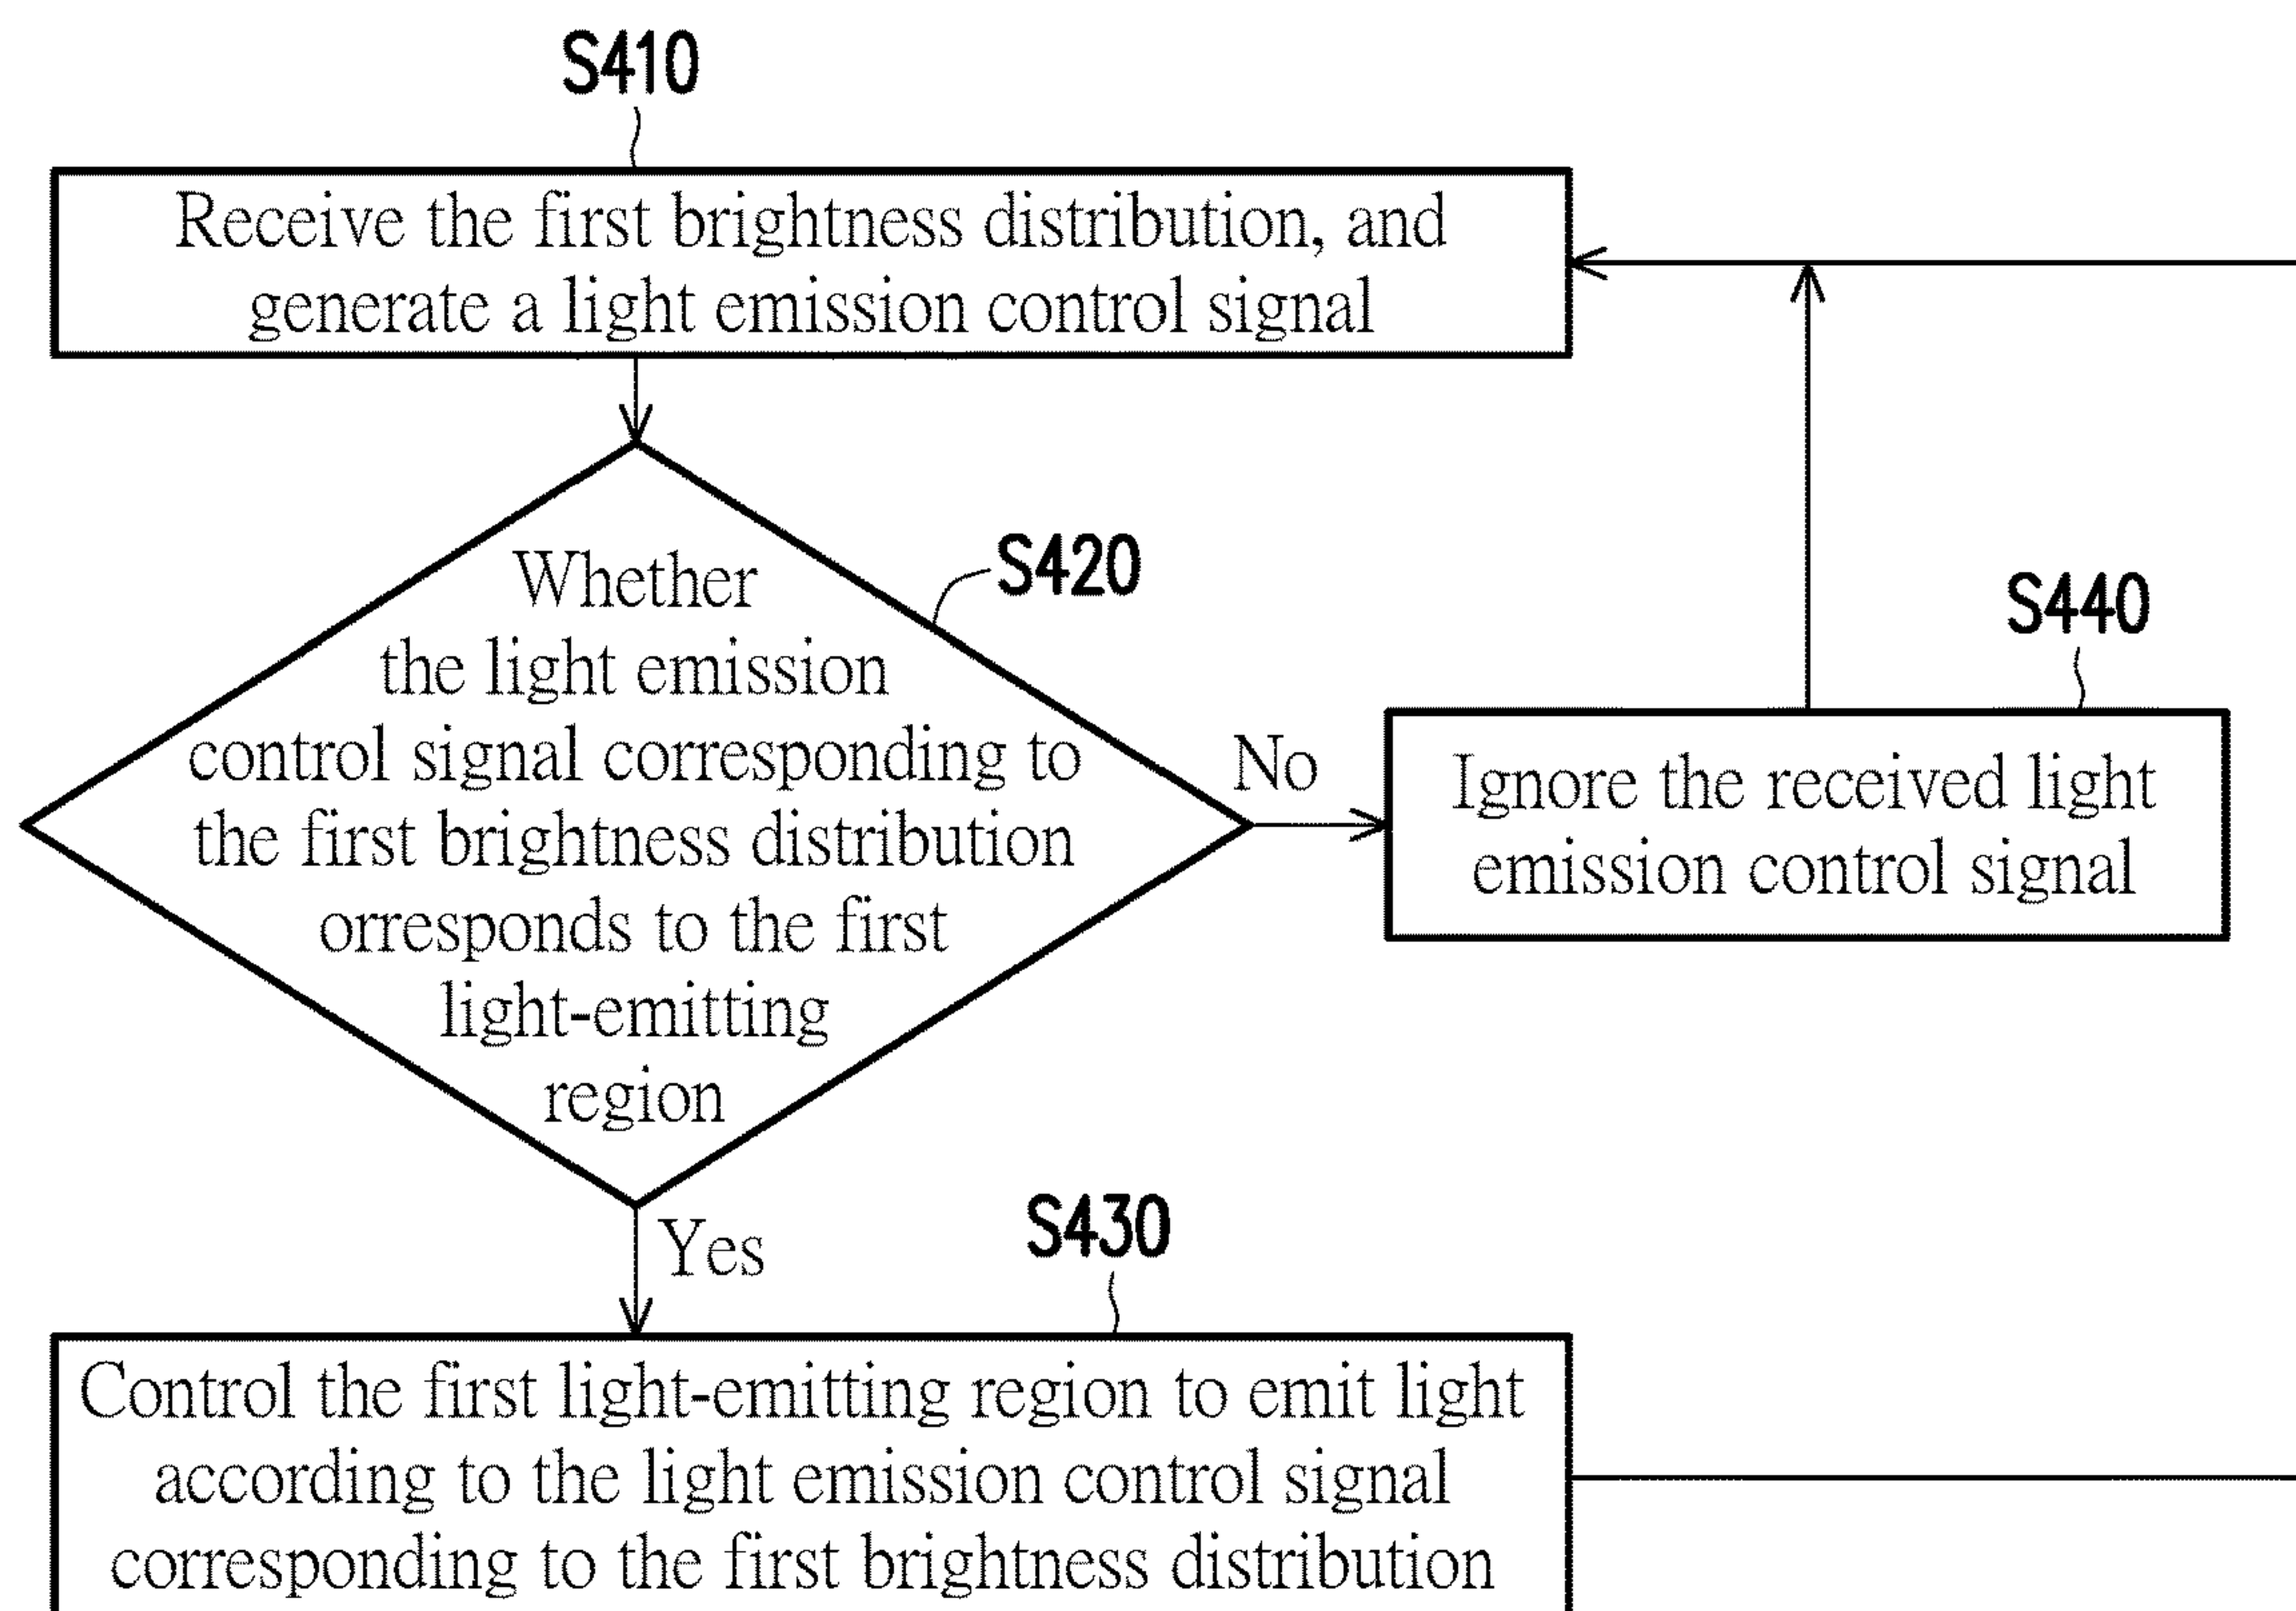 S410
Receive the first brightness distribution, and
generate a light emission control signal
Whether
the light emission
control signal corresponding to
the first brightness distribution
orresponds to the first
light-emitting
region
S420
No
S440
Ignore the received light
emission control signal
Yes
S430
Control the first light-emitting region to emit light
according to the light emission control signal
corresponding to the first brightness distribution